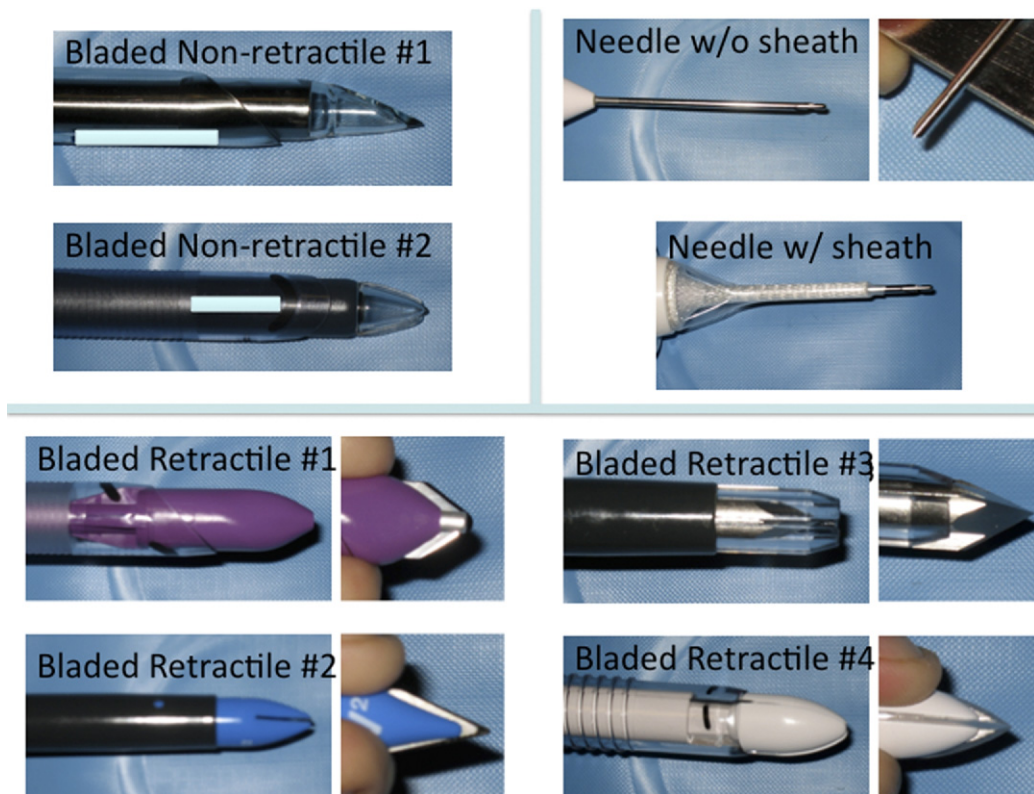 Bladed Non-retractile #1
Needle w/o sheath
Bladed Non-retractile #2
Needle w/ sheath
Bladed Retractile #1
Bladed Retractile #3
Bladed Retractile #2
2
Bladed Retractile #4